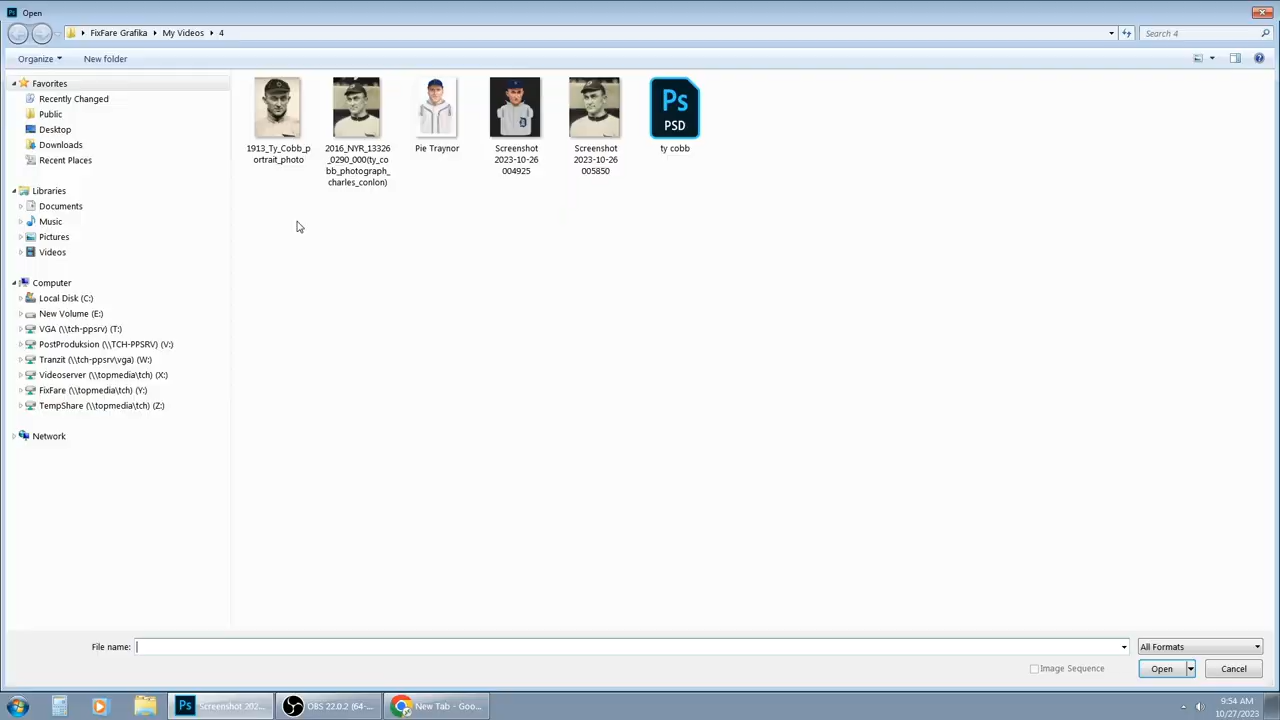 Open
FixFare Grafika
My Videos
4
Search 4
Organize
New folder
Favorites
Recently Changed
Public
Desktop
Downloads
Recent Places
Libraries
Documents
Music
Pictures
Videos
Computer
Local Disk (C:)
New Volume (E:)
VGA (\\tch-ppsrv) (T:)
PostProduksion (\\TCH-PPSRV) (V:)
Tranzit (\\tch-ppsrv\vga) (W:)
Videoserver (\\topmedia\tch) (X:)
FixFare (\\topmedia\tch) (Y:)
TempShare (\\topmedia\tch) (Z:)
Network
1913_Ty_Cobb_p
ortrait_photo
2016_NYR_13326
_0290_000(ty_co
bb_photograph_
charles_conlon)
Pie Traynor
Screenshot
2023-10-26
004925
Screenshot
2023-10-26
005850
Ps
PSD
ty cobb
File name:
All Formats
Image Sequence
Open
Cancel
Ps
Screenshot 202...
OBS 22.0.2 (64-...
New Tab - Goo...
9:54 AM
10/27/2023